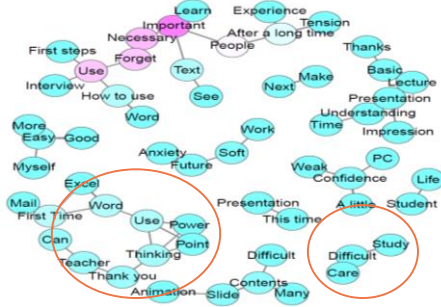 Learn
Important
Experience
Necessary
People
After a long time
Tension
First steps
Use
Forget
Text
Thanks
Basic
Lecture
Interview
How to use
See
Next
Make
Presentation
Word
Understanding
Time
Impression
More
Easy
Good
Work
Anxiety
Soft
Future
Myself
PC
Weak
Confidence
Life
Excel
Mail
First Time
Word
Use
Power
Presentation
This time
A little
Student
Can
Point
Thinking
Teacher
Thank you
Difficult
Study
Difficult
Care
Animation
Slide
Contents
Many